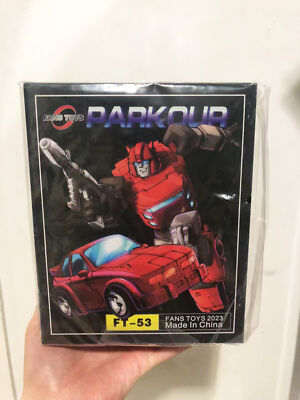 FANS TOYS
PARKOUR
FT-53
FANS TOYS 2023
Made In China